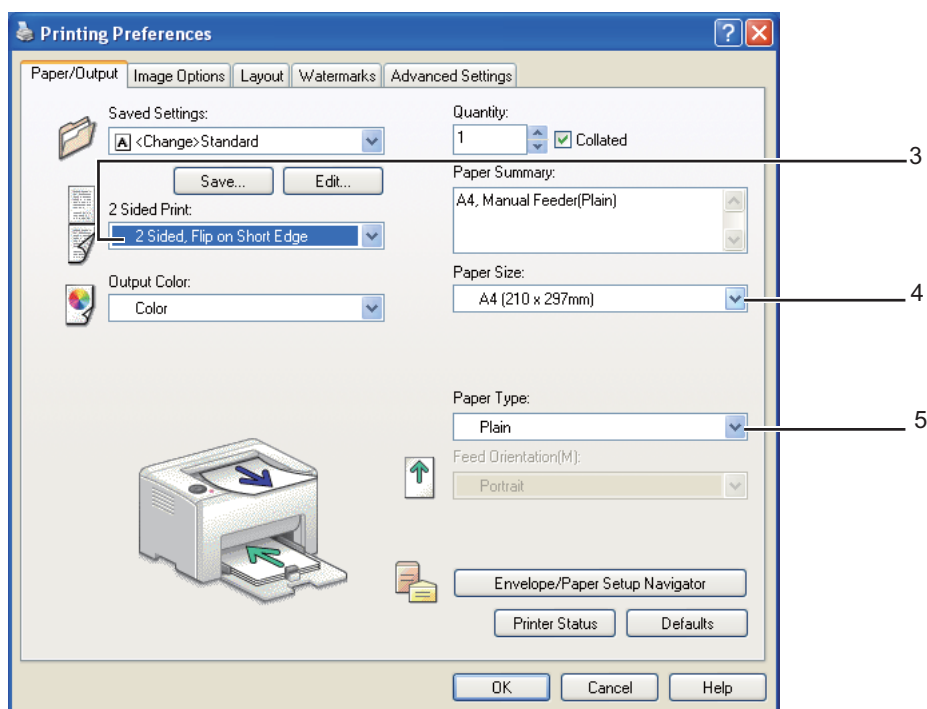 Printing Preferences
Paper/Output Image Options Layout Watermarks Advanced Settings
Saved Settings:
A <Change>Standard
Save... Edit...
2 Sided Print:
2 Sided, Flip on Short Edge
Output Color:
Color
Quantity:
1 Collated
Paper Summary:
A4, Manual Feeder(Plain)
Paper Size:
A4 (210 x 297mm)
Paper Type:
Plain
Feed Orientation(M):
Portrait
Envelope/Paper Setup Navigator
Printer Status Defaults
OK Cancel Help
3
4
5